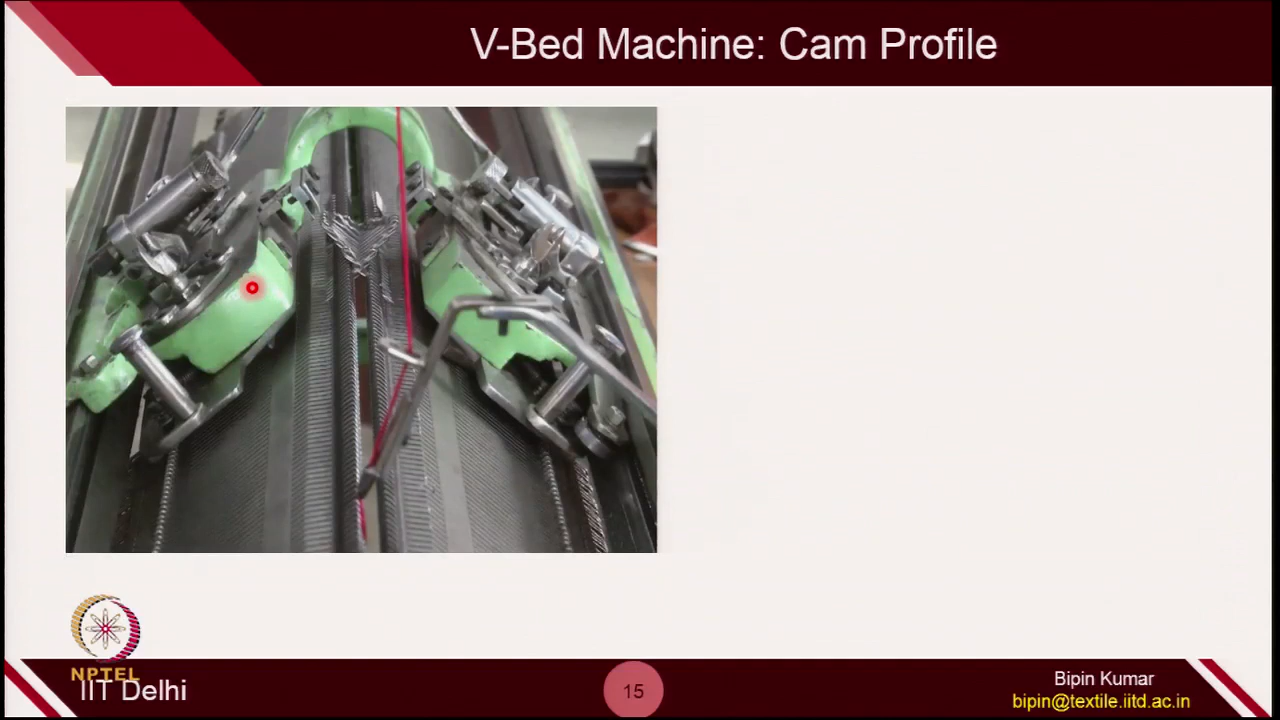 V-Bed Machine: Cam Profile
NPTEL
IIT Delhi
15
Bipin Kumar
bipin@textile.iitd.ac.in